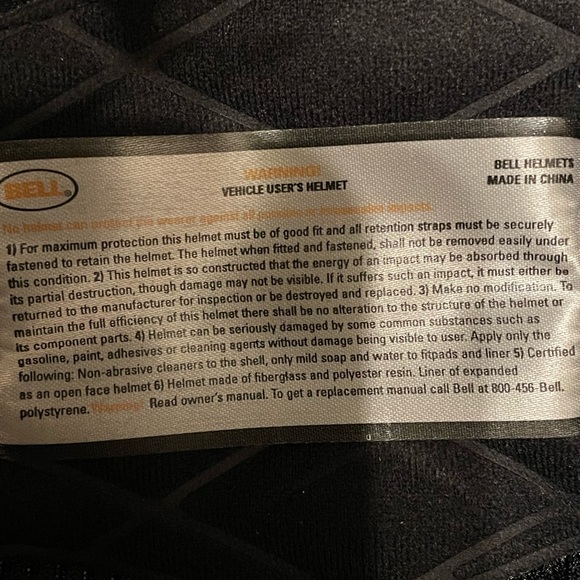 BELL®
WARNING!
VEHICLE USER'S HELMET
BELL HELMETS
MADE IN CHINA
No helmet can protect the wearer against all possible or foreseeable impacts.
1) For maximum protection this helmet must be of good fit and all retention straps must be securely
fastened to retain the helmet. The helmet when fitted and fastened, shall not be removed easily under
this condition. 2) This helmet is so constructed that the energy of an impact may be absorbed through
its partial destruction, though damage may not be visible. If it suffers such an impact, it must either be
returned to the manufacturer for inspection or be destroyed and replaced. 3) Make no modification. To
maintain the full efficiency of this helmet there shall be no alteration to the structure of the helmet or
its component parts. 4) Helmet can be seriously damaged by some common substances such as
gasoline, paint, adhesives or cleaning agents without damage being visible to user. Apply only the
following: Non-abrasive cleaners to the shell, only mild soap and water to fitpads and liner 5) Certified
as an open face helmet 6) Helmet made of fiberglass and polyester resin. Liner of expanded
polystyrene. Warning! Read owner's manual. To get a replacement manual call Bell at 800-456-Bell.